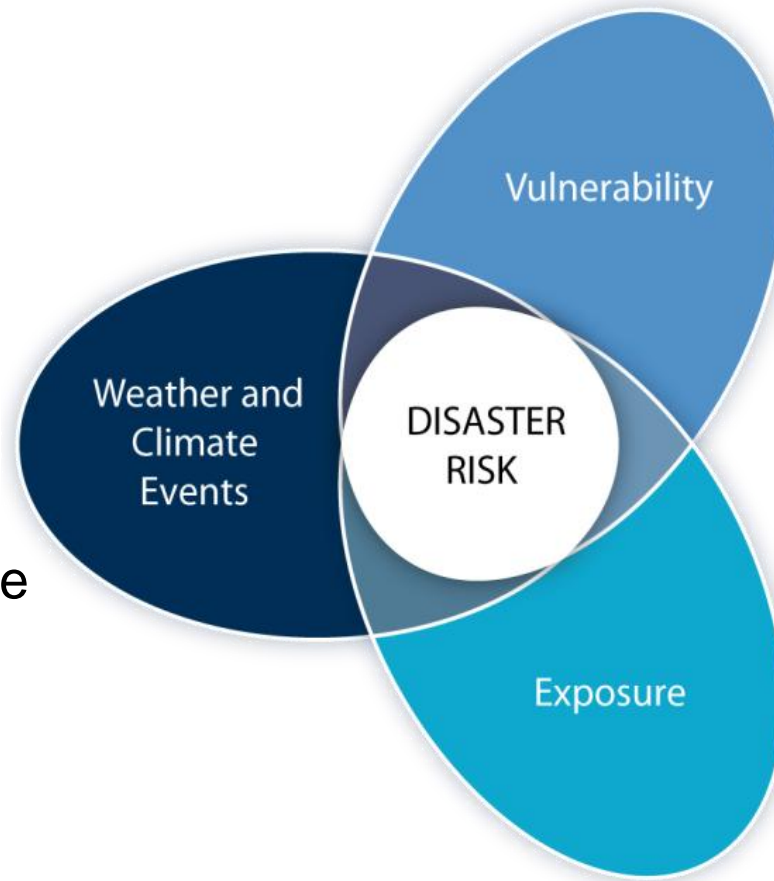 Vulnerability
Weather and
Climate
Events
DISASTER
RISK
e
Exposure